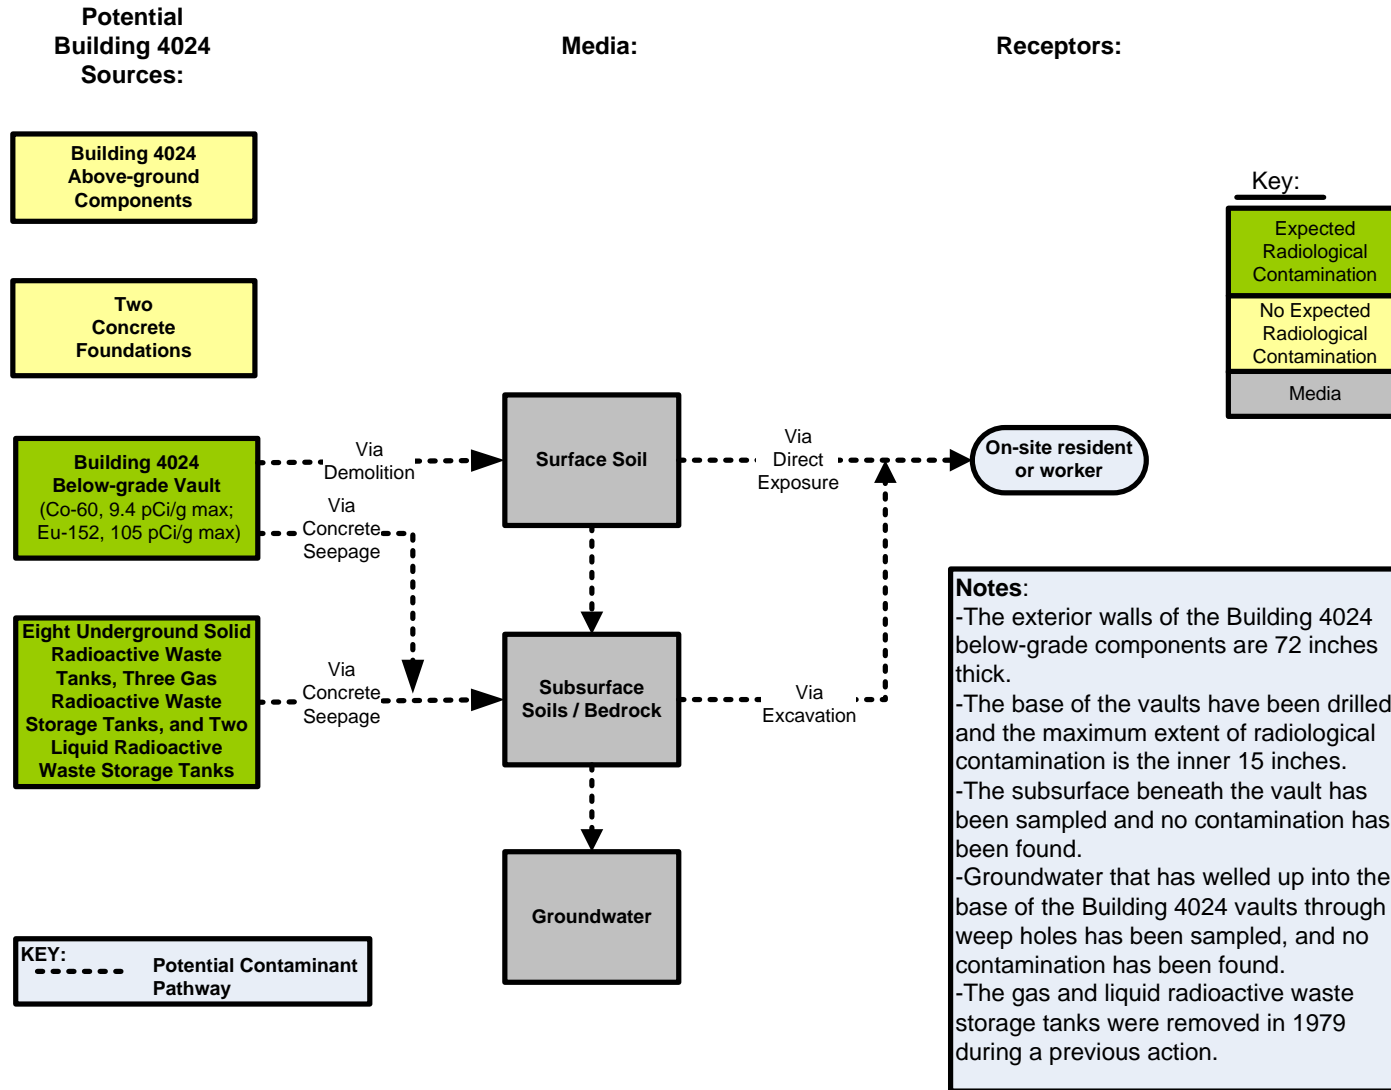 Potential
Building 4024
Sources:
Media:
Receptors:
Building 4024
Above-ground
Components
Key:
Expected
Radiological
Contamination
No Expected
Radiological
Contamination
Media
Two
Concrete
Foundations
Building 4024
Below-grade Vault
(Co-60, 9.4 pCi/g max;
Eu-152, 105 pCi/g max)
Via
Demolition
Via
Concrete
Seepage
Surface Soil
Via
Direct
Exposure
On-site resident
or worker
Eight Underground Solid
Radioactive Waste
Tanks, Three Gas
Radioactive Waste
Storage Tanks, and Two
Liquid Radioactive
Waste Storage Tanks
Via
Concrete
Seepage
Subsurface
Soils / Bedrock
Via
Excavation
Groundwater
Notes:
-The exterior walls of the Building 4024
below-grade components are 72 inches
thick.
-The base of the vaults have been drilled
and the maximum extent of radiological
contamination is the inner 15 inches.
-The subsurface beneath the vault has
been sampled and no contamination has
been found.
-Groundwater that has welled up into the
base of the Building 4024 vaults through
weep holes has been sampled, and no
contamination has been found.
-The gas and liquid radioactive waste
storage tanks were removed in 1979
during a previous action.
KEY:
Potential Contaminant
Pathway